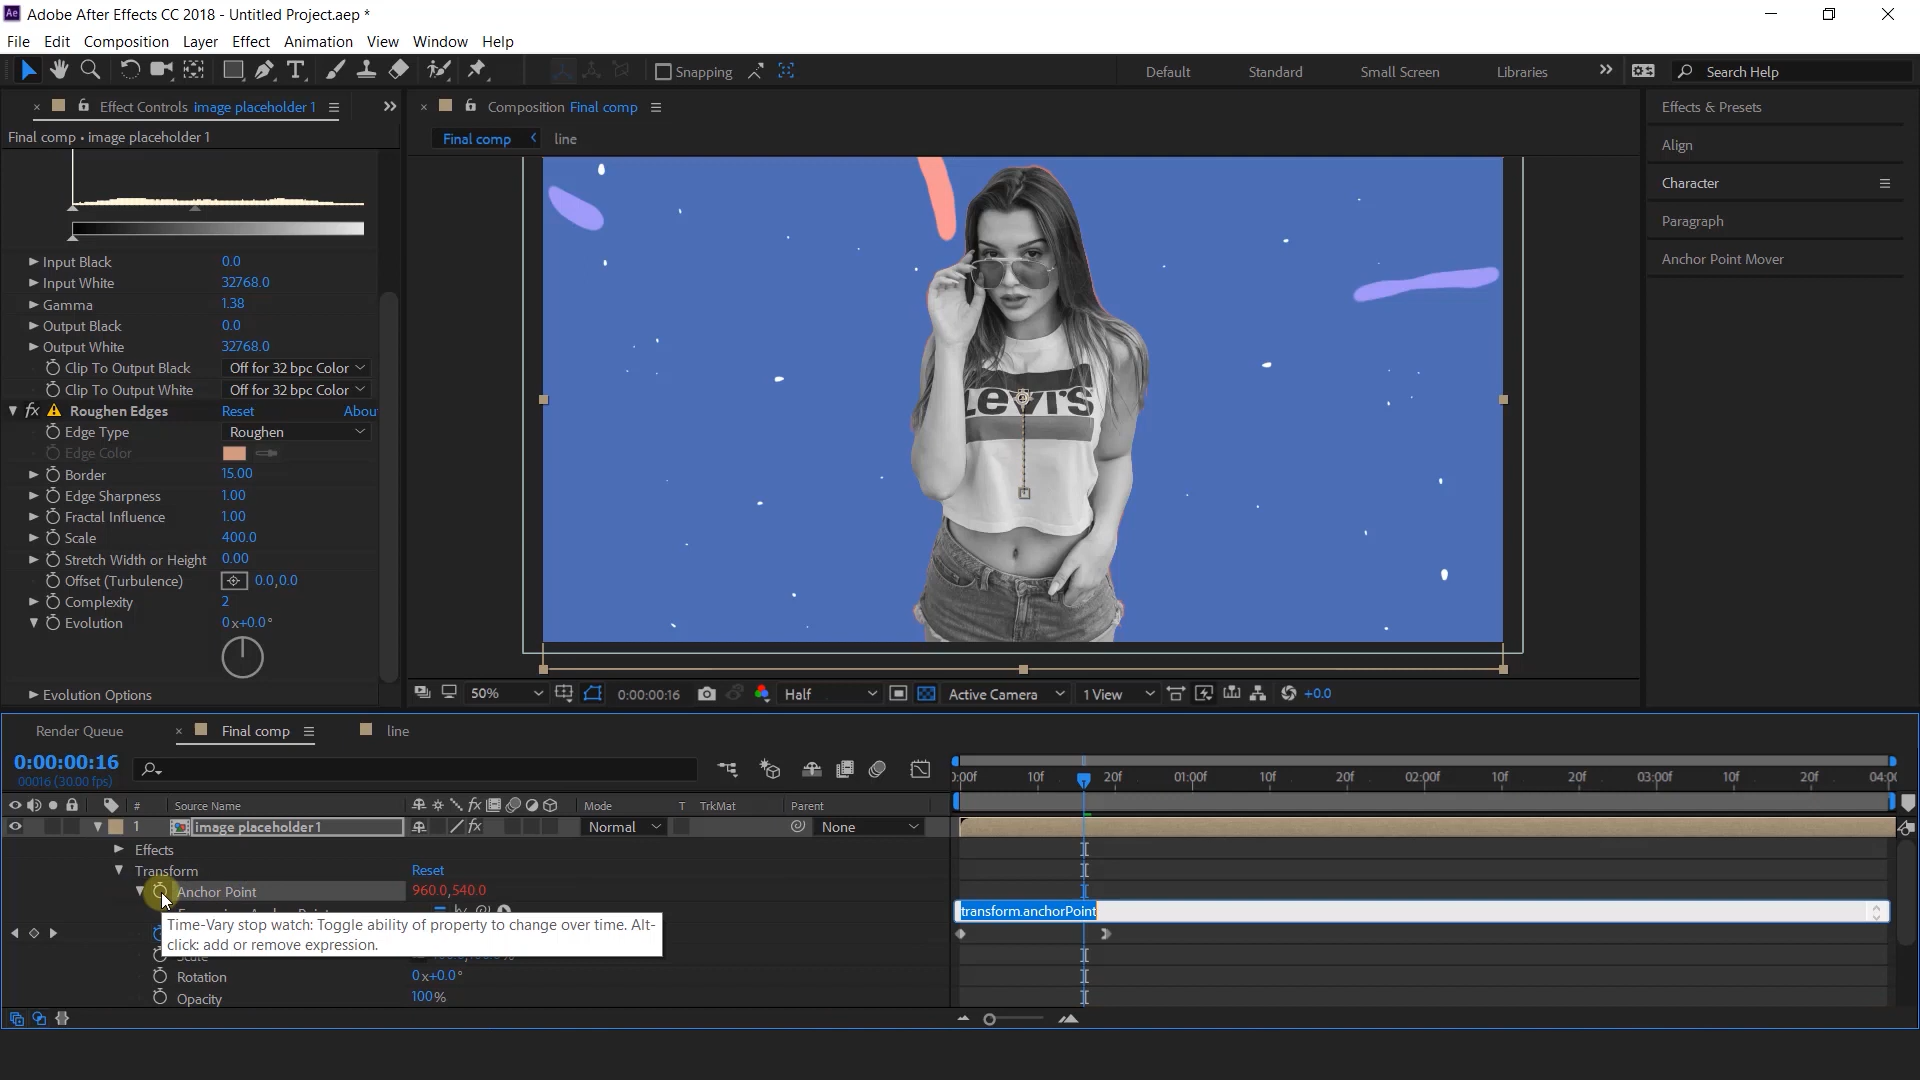 Adobe After Effects CC 2018 - Untitled Project.aep *
File Edit Composition Layer Effect Animation View Window Help
Snapping
Default Standard Small Screen Libraries Search Help
Effect Controls image placeholder 1
Composition Final comp
Final comp • image placeholder 1
Final comp line
Effects & Presets
Align
Character
Paragraph
Anchor Point Mover
LEVI'S
Input Black 0.0
Input White 32768.0
Gamma 1.38
Output Black 0.0
Output White 32768.0
Clip To Output Black Off for 32 bpc Color
Clip To Output White Off for 32 bpc Color
fx Roughen Edges Reset Abou
Edge Type Roughen
Edge Color
Border 15.00
Edge Sharpness 1.00
Fractal Influence 1.00
Scale 400.0
Stretch Width or Height 0.00
Offset (Turbulence) 0.0,0.0
Complexity 2
Evolution 0x+0.0°
Evolution Options
50% 0:00:00:16 Half Active Camera 1 View +0.0
Render Queue Final comp line
0:00:00:16
00016 (30.00 fps)
):00f 10f 20f 01:00f 10f 20f 02:00f 10f 20f 03:00f 10f 20f 04:0(
# Source Name fx Mode T TrkMat Parent
1 image placeholder1 fx Normal None
Effects
Transform Reset
Anchor Point 960.0,540.0
transform.anchorPoint
Time-Vary stop watch: Toggle ability of property to change over time. Alt-
click: add or remove expression.
Scale
Rotation 0x+0.0°
Opacity 100%